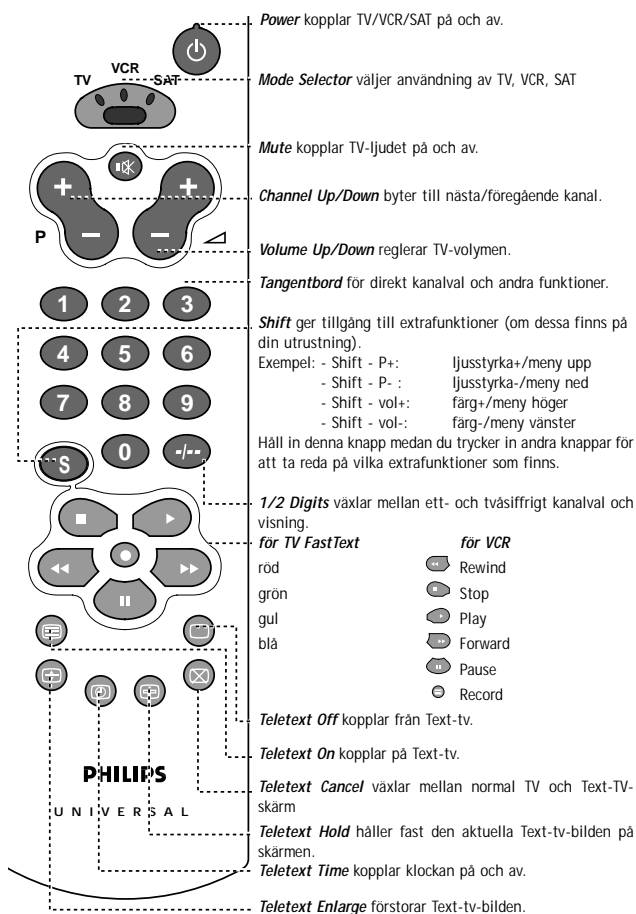 Power kopplar TV/VCR/SAT på och av.
VCR
TV
SAT
Mode Selector väljer användning av TV, VCR, SAT
Mute kopplar TV-ljudet på och av.
+
+
Channel Up/Down byter till nästa/föregående kanal.
P
−
−
Volume Up/Down reglerar TV-volymen.
Tangentbord för direkt kanalval och andra funktioner.
1 2 3
Shift ger tillgång till extrafunktioner (om dessa finns på
din utrustning).
4 5 6
Exempel: - Shift - P+: ljusstyrka+/meny upp
- Shift - P- : ljusstyrka-/meny ned
7 8 9
- Shift - vol+: färg+/meny höger
- Shift - vol-: färg-/meny vänster
Håll in denna knapp medan du trycker in andra knappar för
att ta reda på vilka extrafunktioner som finns.
S 0 -/--
1/2 Digits växlar mellan ett- och tvåsiffrigt kanalval och
visning.
för TV FastText för VCR
röd Rewind
grön Stop
gul Play
blå Forward
Pause
Record
Teletext Off kopplar från Text-tv.
Teletext On kopplar på Text-tv.
PHILIPS
Teletext Cancel växlar mellan normal TV och Text-TV-
skärm
UNIVERSAL
Teletext Hold håller fast den aktuella Text-tv-bilden på
skärmen.
Teletext Time kopplar klockan på och av.
Teletext Enlarge förstorar Text-tv-bilden.